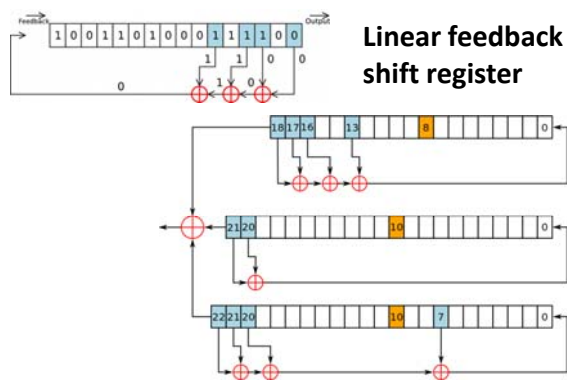 Feedback
Output
1 0 0 1 1 0 1 0 0 0 1 1 1 1 0 0
1 1 0 0
0 1 0
Linear feedback
shift register
18 17 16 13 8 0
21 20 10 0
22 21 20 10 7 0